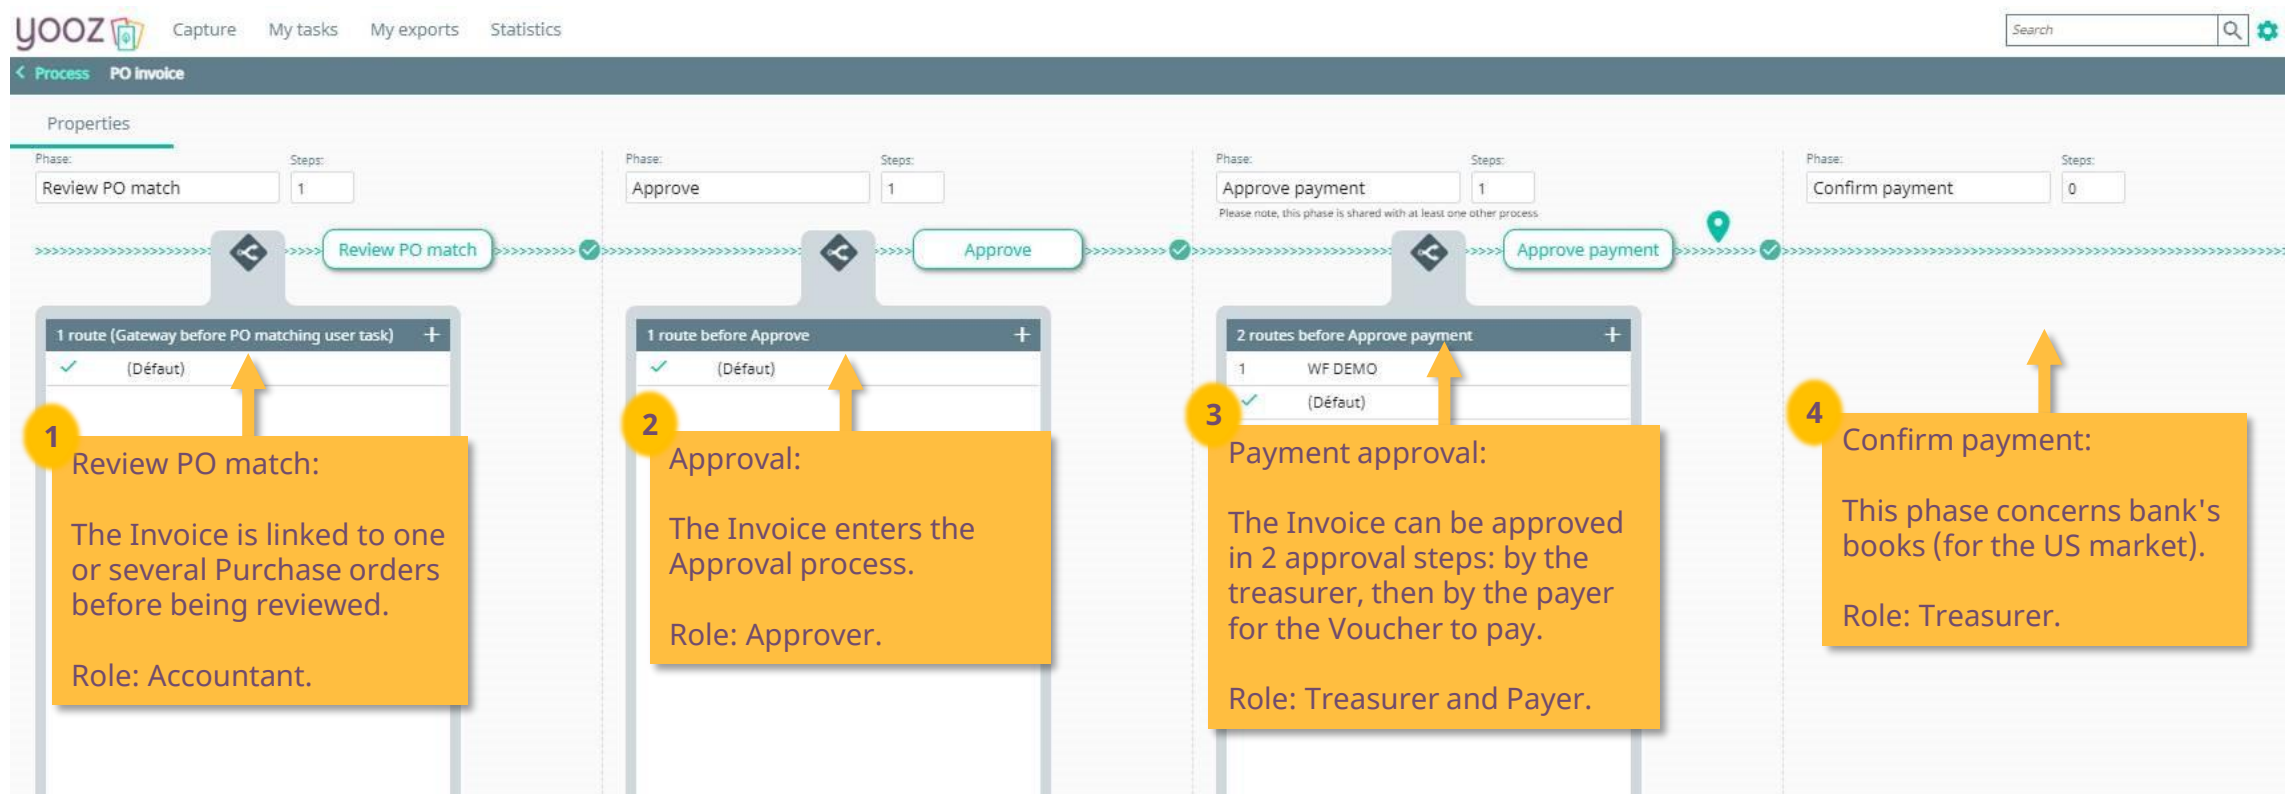 yooz Capture My tasks My exports Statistics Search
< Process PO invoice
Properties
Phase: Steps:
Review PO match 1
Phase: Steps:
Approve 1
Phase: Steps:
Approve payment 1
Please note, this phase is shared with at least one other process
Phase: Steps:
Confirm payment 0
Review PO match
Approve
Approve payment
1 route (Gateway before PO matching user task) +
(Défaut)
1
Review PO match:
The Invoice is linked to one
or several Purchase orders
before being reviewed.
Role: Accountant.
1 route before Approve +
(Défaut)
2
Approval:
The Invoice enters the
Approval process.
Role: Approver.
2 routes before Approve payment +
1 WF DEMO
(Défaut)
3
Payment approval:
The Invoice can be approved
in 2 approval steps: by the
treasurer, then by the payer
for the Voucher to pay.
Role: Treasurer and Payer.
4
Confirm payment:
This phase concerns bank's
books (for the US market).
Role: Treasurer.